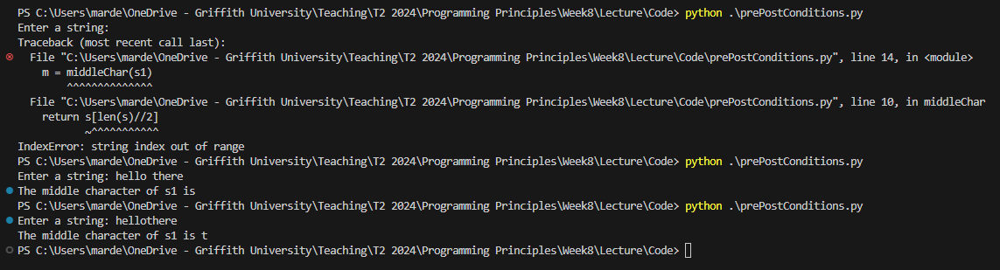 PS C:\Users\marde\OneDrive - Griffith University\Teaching\T2 2024\Programming Principles\Week8\Lecture\Code> python .\prePostConditions.py
Enter a string:
Traceback (most recent call last):
  File "C:\Users\marde\OneDrive - Griffith University\Teaching\T2 2024\Programming Principles\Week8\Lecture\Code\prePostConditions.py", line 14, in <module>
    m = middleChar(s1)
        ^^^^^^^^^^^^^^
  File "C:\Users\marde\OneDrive - Griffith University\Teaching\T2 2024\Programming Principles\Week8\Lecture\Code\prePostConditions.py", line 10, in middleChar
    return s[len(s)//2]
           ~^^^^^^^^^^^
IndexError: string index out of range
PS C:\Users\marde\OneDrive - Griffith University\Teaching\T2 2024\Programming Principles\Week8\Lecture\Code> python .\prePostConditions.py
Enter a string: hello there
The middle character of s1 is
PS C:\Users\marde\OneDrive - Griffith University\Teaching\T2 2024\Programming Principles\Week8\Lecture\Code> python .\prePostConditions.py
Enter a string: hellothere
The middle character of s1 is t
PS C:\Users\marde\OneDrive - Griffith University\Teaching\T2 2024\Programming Principles\Week8\Lecture\Code>